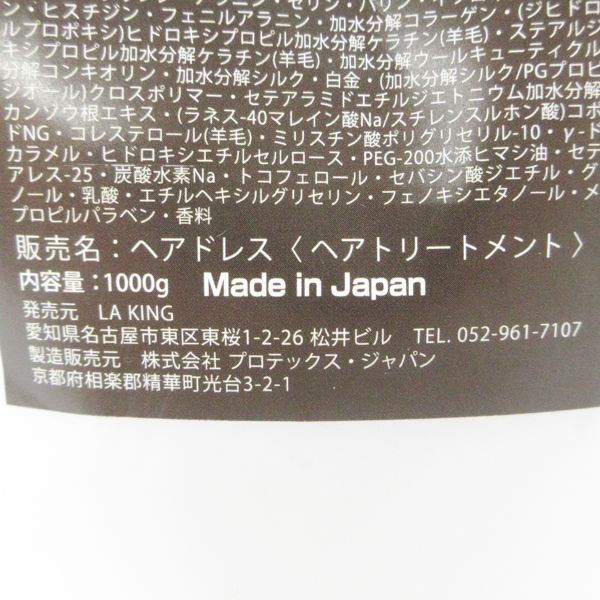 ・ヒスチジン・フェニルアラニン・加水分解コラーゲン・(ジヒドロ
ルプロポキシ)ヒドロキシプロピル加水分解ケラチン(羊毛)・ステアルジ
キシプロピル加水分解ケラチン(羊毛)・加水分解ウールキューティクル
分解コンキオリン・加水分解シルク・白金・(加水分解シルク/PGプロピ
ジオール)クロスポリマー・セテアラミドエチルジエトニウム加水分解
カンゾウ根エキス・(ラネス-40マレイン酸Na/スチレンスルホン酸)コポ
ドNG・コレステロール(羊毛)・ミリスチン酸ポリグリセリル-10・γ-ド
カラメル・ヒドロキシエチルセルロース・PEG-200水添ヒマシ油・セテ
アレス-25・炭酸水素Na・トコフェロール・セバシン酸ジエチル・グ
ノール・乳酸・エチルヘキシルグリセリン・フェノキシエタノール・メ
プロピルパラベン・香料
販売名：ヘアドレス〈ヘアトリートメント〉
内容量：1000g Made in Japan
発売元 LA KING
愛知県名古屋市東区東桜1-2-26 松井ビル TEL. 052-961-7107
製造販売元 株式会社 プロテックス・ジャパン
京都府相楽郡精華町光台3-2-1